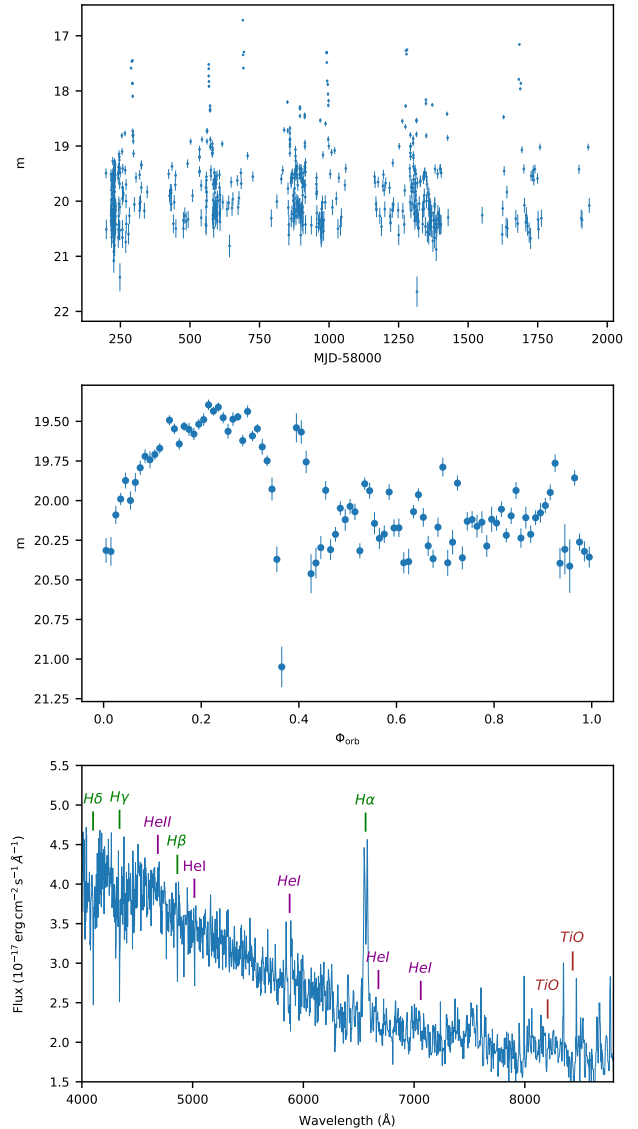 17
18
19
20
21
22
m
250
500
750
1000
1250
1500
1750
2000
MJD-58000
19.50
19.75
20.00
20.25
20.50
20.75
21.00
21.25
m
0.0
0.2
0.4
0.6
0.8
1.0
Φorb
5.5
5.0
4.5
4.0
3.5
3.0
2.5
2.0
1.5
Flux (10⁻¹⁷ erg cm⁻² s⁻¹ Å⁻¹)
Hδ
Hγ
HeII
Hβ
HeI
HeI
Hα
HeI
HeI
TiO
TiO
4000
5000
6000
7000
8000
Wavelength (Å)